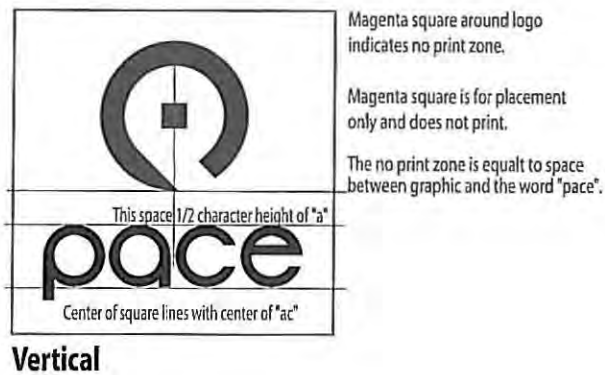 Magenta square around logo
indicates no print zone.
Magenta square is for placement
only and does not print.
The no print zone is equalt to space
between graphic and the word "pace".
This space 1/2 character height of "a"
pace
Center of square lines with center of "ac"
Vertical